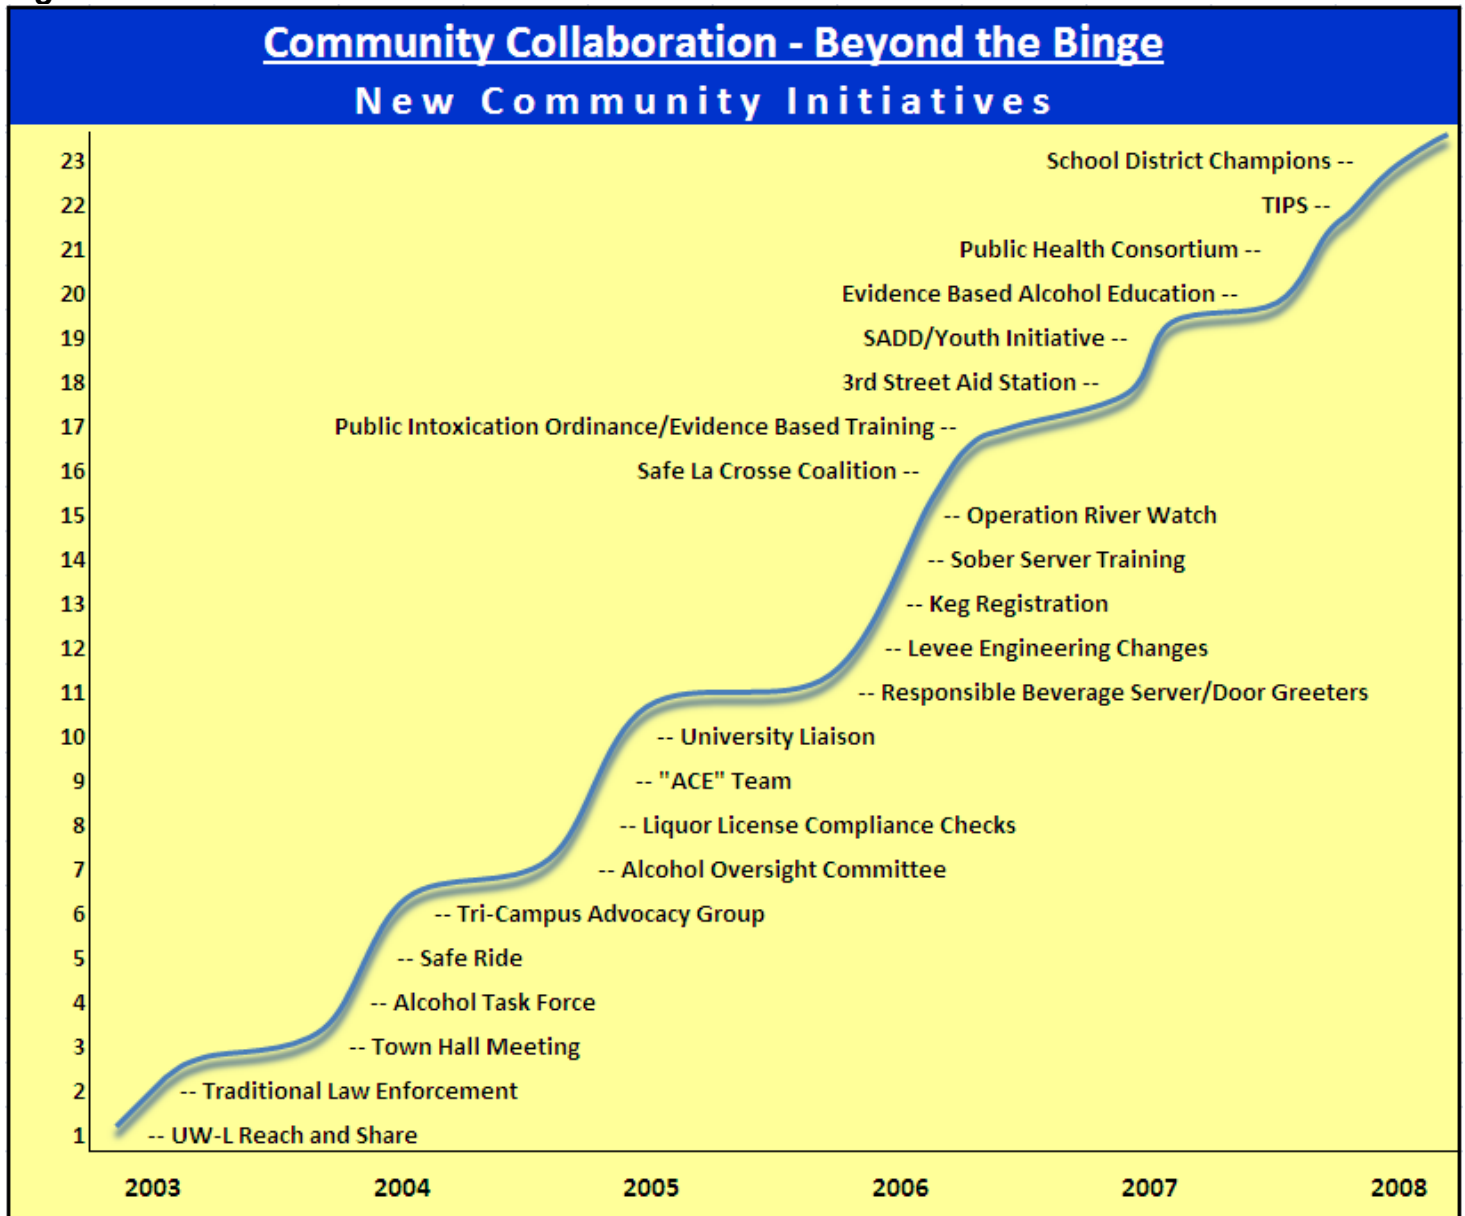 Community Collaboration - Beyond the Binge
New Community Initiatives
23 School District Champions --
22 TIPS --
21 Public Health Consortium --
20 Evidence Based Alcohol Education --
19 SADD/Youth Initiative --
18 3rd Street Aid Station --
17 Public Intoxication Ordinance/Evidence Based Training --
16 Safe La Crosse Coalition --
15 -- Operation River Watch
14 -- Sober Server Training
13 -- Keg Registration
12 -- Levee Engineering Changes
11 -- Responsible Beverage Server/Door Greeters
10 -- University Liaison
9 -- "ACE" Team
8 -- Liquor License Compliance Checks
7 -- Alcohol Oversight Committee
6 -- Tri-Campus Advocacy Group
5 -- Safe Ride
4 -- Alcohol Task Force
3 -- Town Hall Meeting
2 -- Traditional Law Enforcement
1 -- UW-L Reach and Share
2003 2004 2005 2006 2007 2008